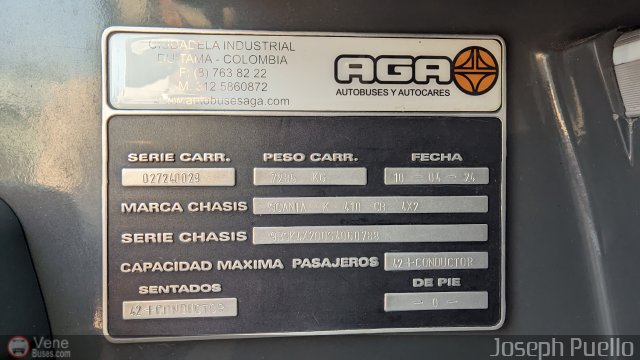 CIUDADELA INDUSTRIAL
DUITAMA - COLOMBIA
F: (8) 763 82 22
M: 312 5860872
www.autobusesaga.com
AGA
AUTOBUSES Y AUTOCARES
SERIE CARR. PESO CARR. FECHA
027240029 KG 10 - 04 - 24
MARCA CHASIS SCANIA K 410 CB 4X2
SERIE CHASIS
CAPACIDAD MAXIMA PASAJEROS 42+CONDUCTOR
SENTADOS DE PIE
42+CONDUCTOR - 0 -
Vene
Buses.com
Joseph Puello